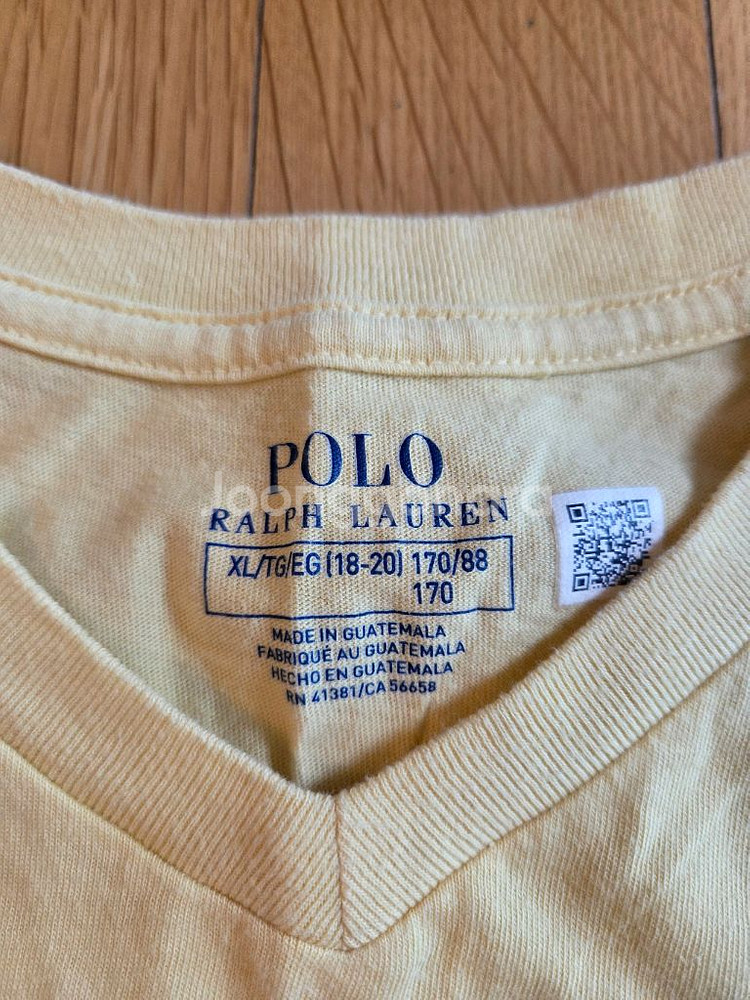 POLO
RALPH LAUREN
XL/TG/EG (18-20) 170/88
170
MADE IN GUATEMALA
FABRIQUÉ AU GUATEMALA
HECHO EN GUATEMALA
RN 41381/CA 56658